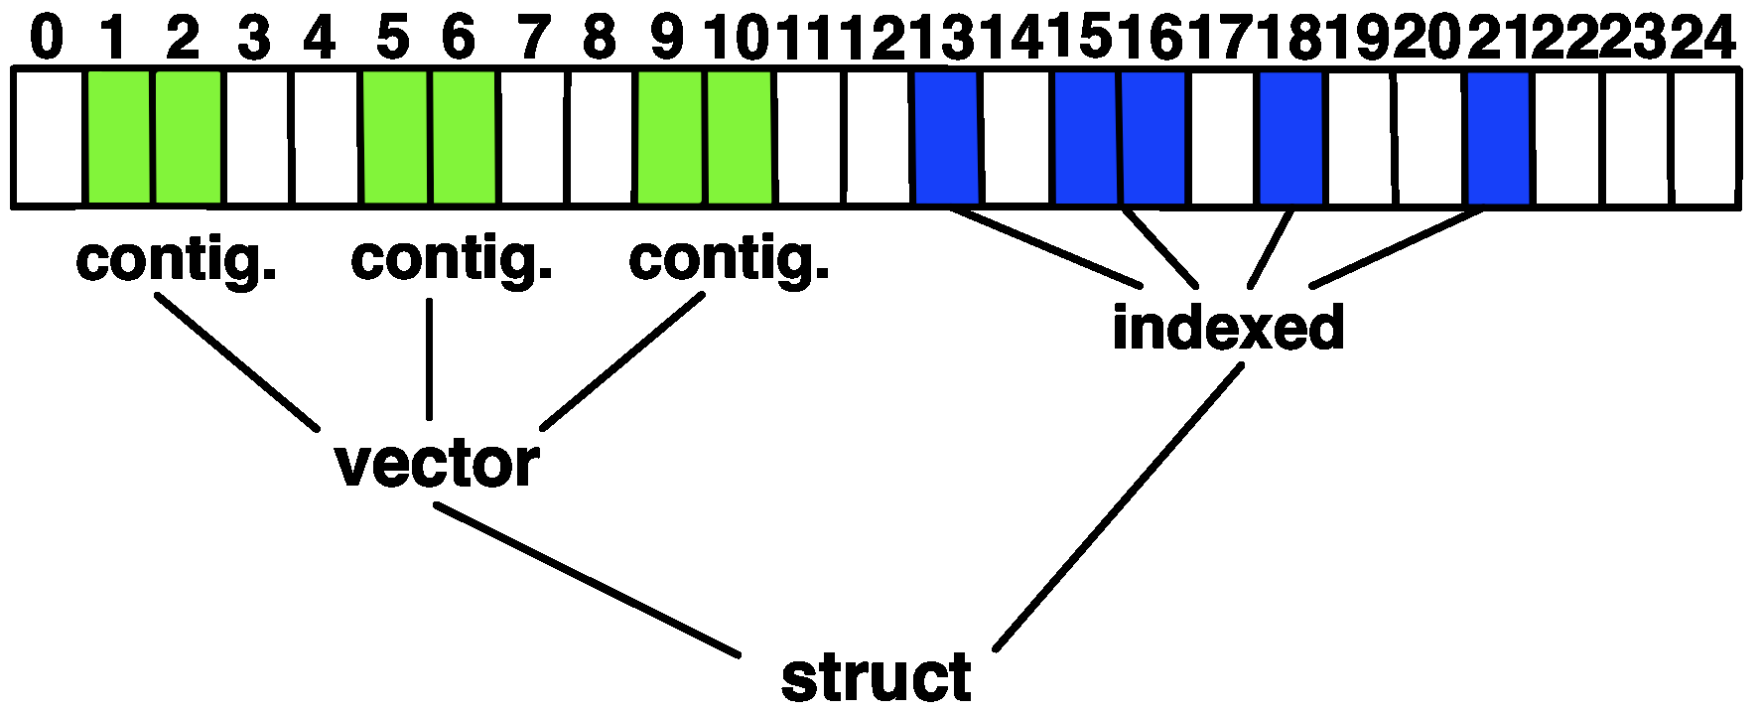 0 1 2 3 4 5 6 7 8 9 10 11 12 13 14 15 16 17 18 19 20 21 22 23 24
contig. contig. contig.
indexed
vector
struct